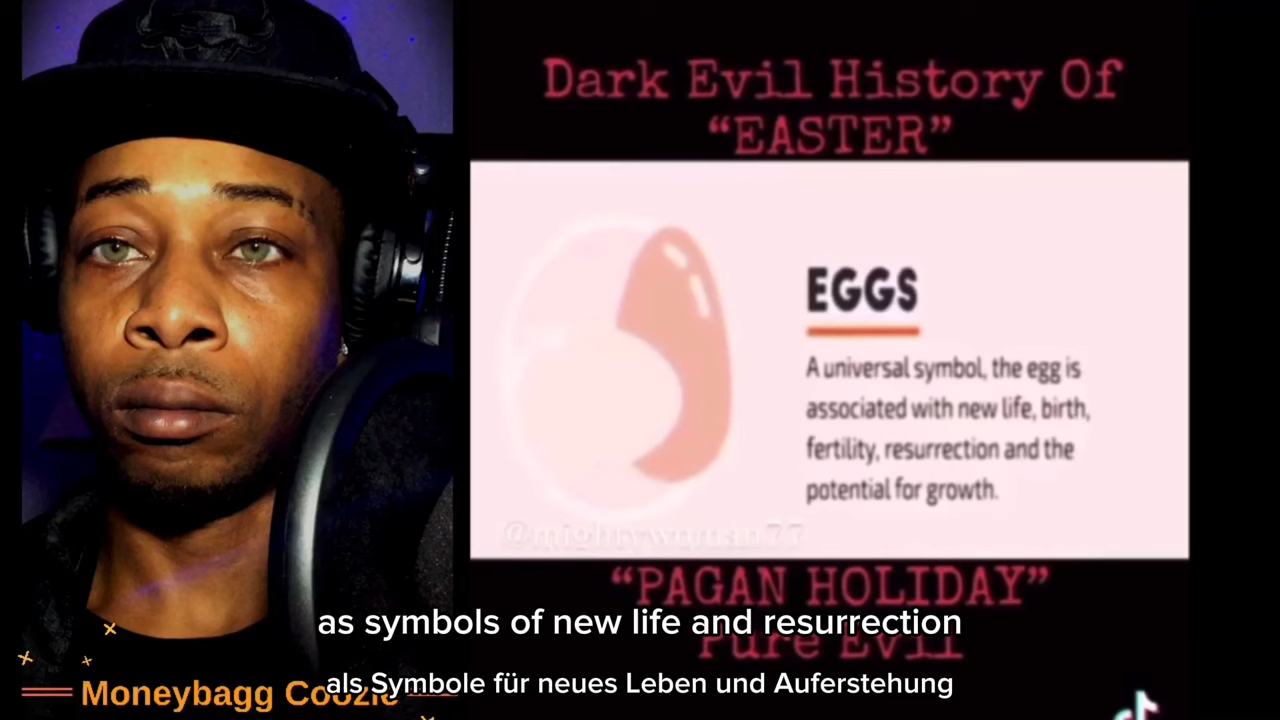 Dark Evil History Of
“EASTER”
EGGS
A universal symbol, the egg is
associated with new life, birth,
fertility, resurrection and the
potential for growth.
@mightywoman77
“PAGAN HOLIDAY”
Pure Evil
as symbols of new life and resurrection
als Symbole für neues Leben und Auferstehung
Moneybagg Coozie